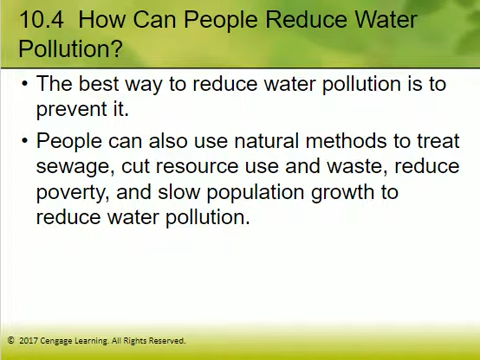 10.4 How Can People Reduce Water
Pollution?
• The best way to reduce water pollution is to
prevent it.
• People can also use natural methods to treat
sewage, cut resource use and waste, reduce
poverty, and slow population growth to
reduce water pollution.
© 2017 Cengage Learning. All Rights Reserved.